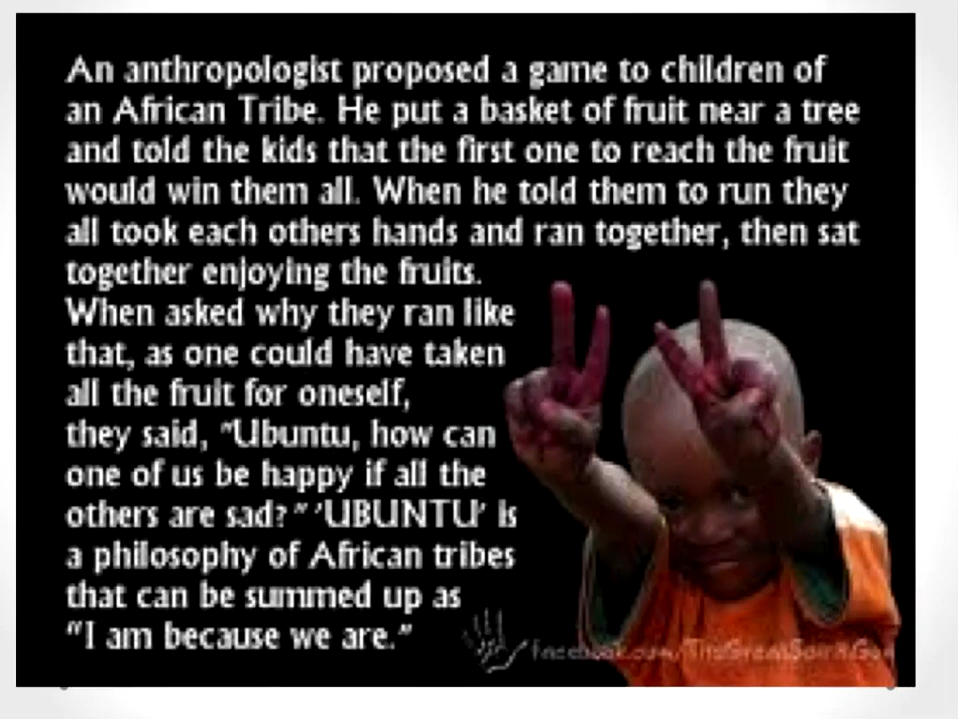 An anthropologist proposed a game to children of
an African Tribe. He put a basket of fruit near a tree
and told the kids that the first one to reach the fruit
would win them all. When he told them to run they
all took each others hands and ran together, then sat
together enjoying the fruits.
When asked why they ran like
that, as one could have taken
all the fruit for oneself,
they said, "Ubuntu, how can
one of us be happy if all the
others are sad?" 'UBUNTU' is
a philosophy of African tribes
that can be summed up as
"I am because we are."